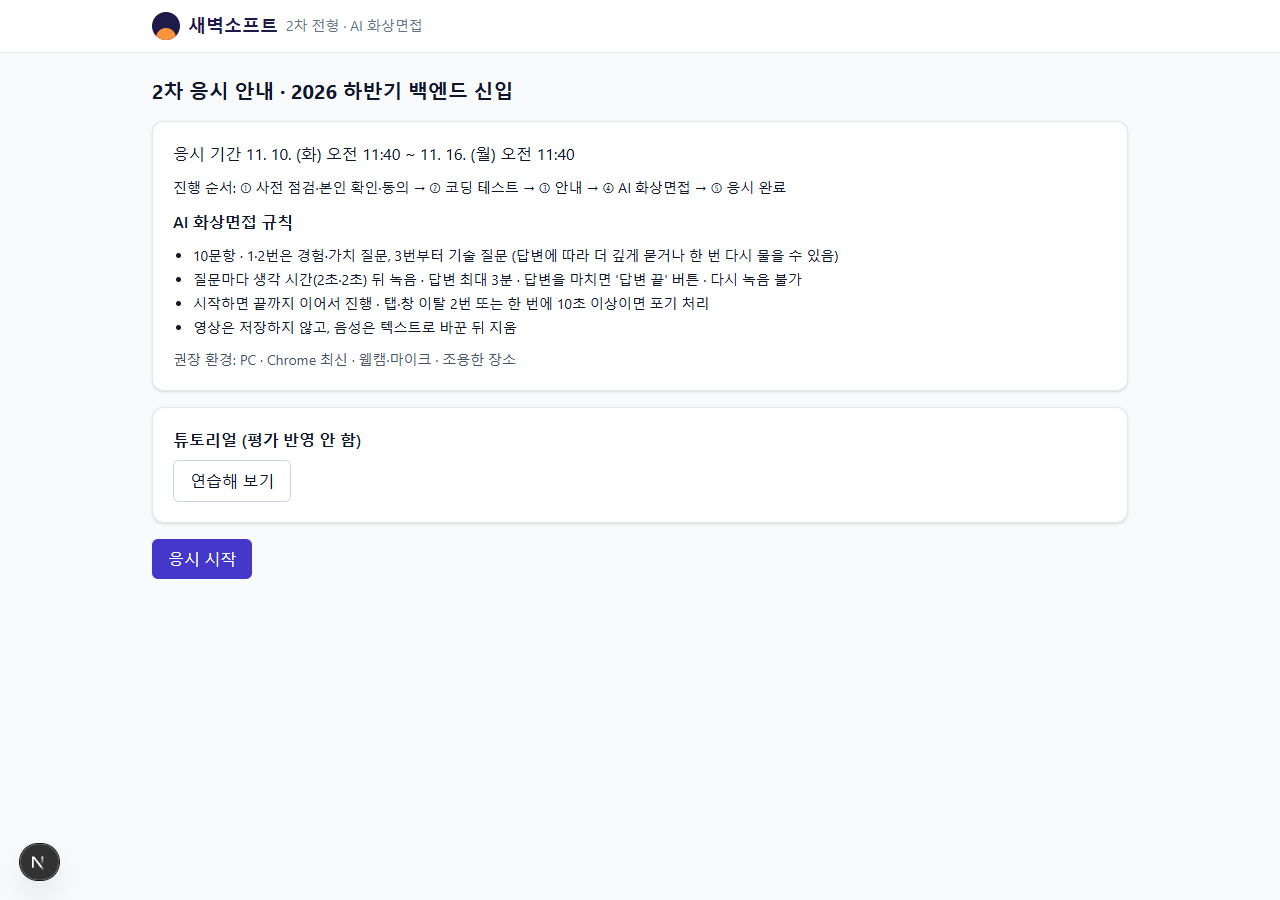 새벽소프트 2차 전형 · AI 화상면접
2차 응시 안내 · 2026 하반기 백엔드 신입
응시 기간 11. 10. (화) 오전 11:40 ~ 11. 16. (월) 오전 11:40
진행 순서: ① 사전 점검·본인 확인·동의 → ② 코딩 테스트 → ③ 안내 → ④ AI 화상면접 → ⑤ 응시 완료
AI 화상면접 규칙
• 10문항 · 1·2번은 경험·가치 질문, 3번부터 기술 질문 (답변에 따라 더 깊게 묻거나 한 번 다시 물을 수 있음)
• 질문마다 생각 시간(2초·2초) 뒤 녹음 · 답변 최대 3분 · 답변을 마치면 '답변 끝' 버튼 · 다시 녹음 불가
• 시작하면 끝까지 이어서 진행 · 탭·창 이탈 2번 또는 한 번에 10초 이상이면 포기 처리
• 영상은 저장하지 않고, 음성은 텍스트로 바꾼 뒤 지움
권장 환경: PC · Chrome 최신 · 웹캠·마이크 · 조용한 장소
튜토리얼 (평가 반영 안 함)
연습해 보기
응시 시작
N